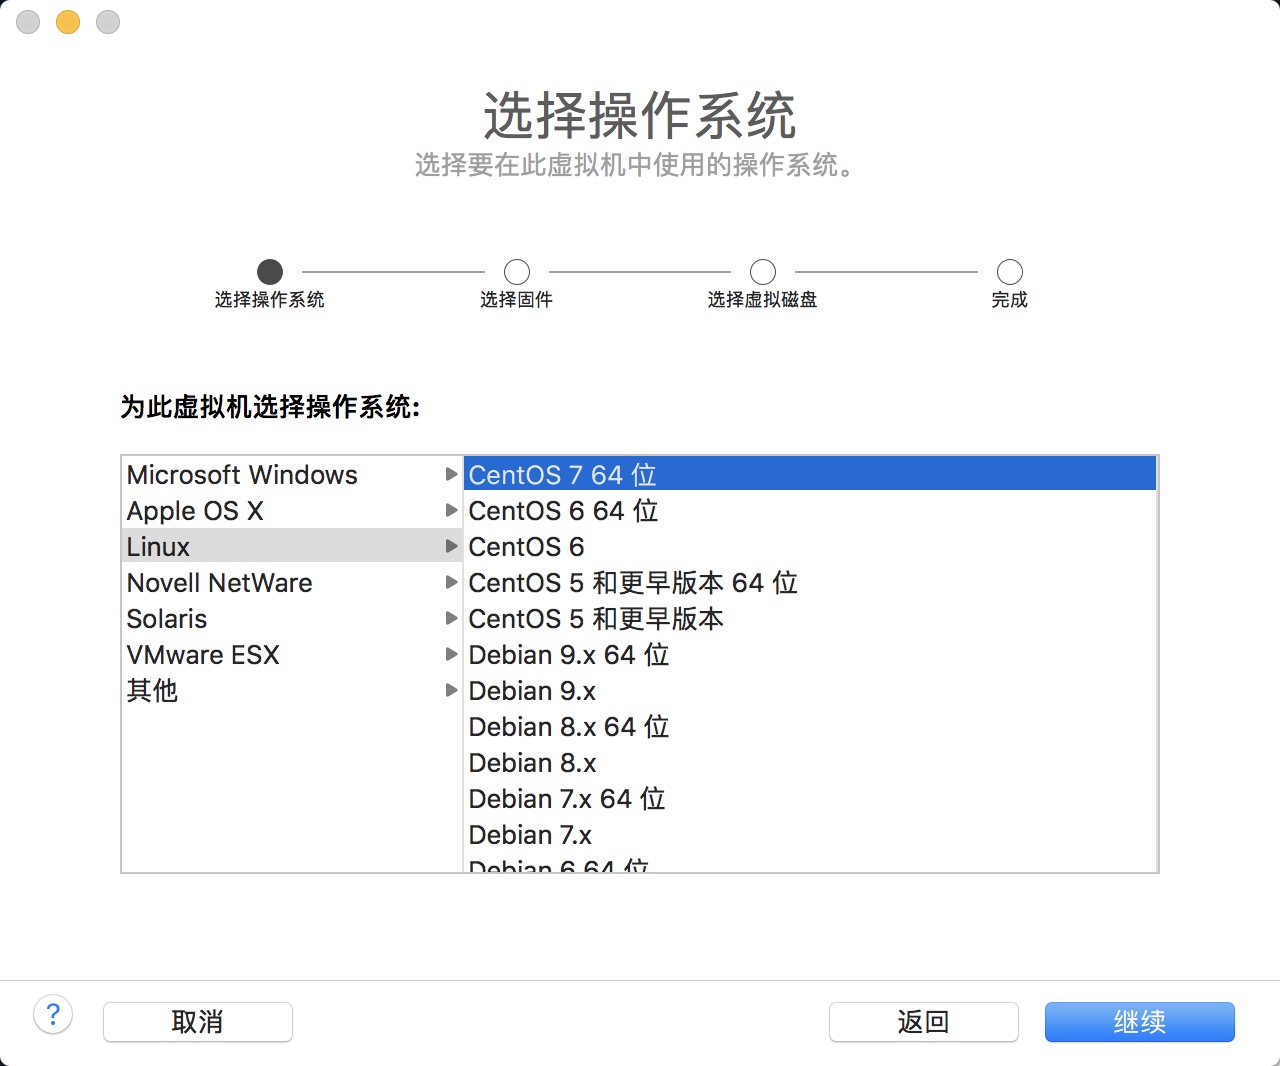 选择操作系统
选择要在此虚拟机中使用的操作系统。
选择操作系统 选择固件 选择虚拟磁盘 完成
为此虚拟机选择操作系统:
Microsoft Windows
Apple OS X
Linux
Novell NetWare
Solaris
VMware ESX
其他
CentOS 7 64 位
CentOS 6 64 位
CentOS 6
CentOS 5 和更早版本 64 位
CentOS 5 和更早版本
Debian 9.x 64 位
Debian 9.x
Debian 8.x 64 位
Debian 8.x
Debian 7.x 64 位
Debian 7.x
Debian 6 64 位
? 取消 返回 继续